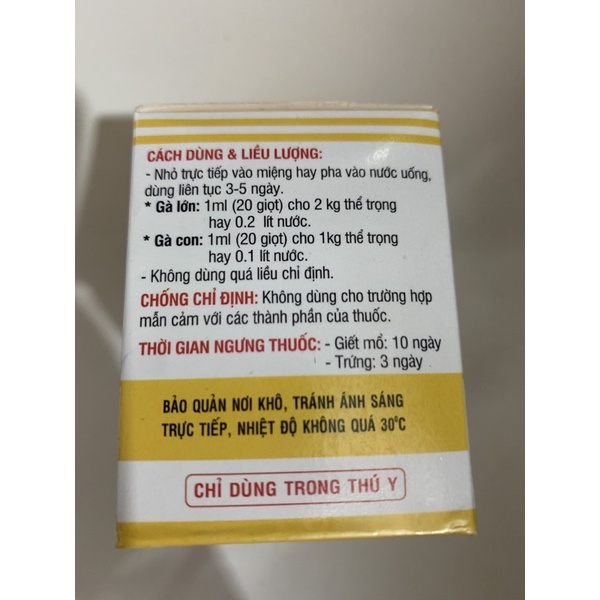 CÁCH DÙNG & LIỀU LƯỢNG:
- Nhỏ trực tiếp vào miệng hay pha vào nước uống,
dùng liên tục 3-5 ngày.
* Gà lớn: 1ml (20 giọt) cho 2 kg thể trọng
hay 0.2 lít nước.
* Gà con: 1ml (20 giọt) cho 1kg thể trọng
hay 0.1 lít nước.
- Không dùng quá liều chỉ định.
CHỐNG CHỈ ĐỊNH: Không dùng cho trường hợp
mẫn cảm với các thành phần của thuốc.
THỜI GIAN NGƯNG THUỐC: - Giết mổ: 10 ngày
- Trứng: 3 ngày
BẢO QUẢN NƠI KHÔ, TRÁNH ÁNH SÁNG
TRỰC TIẾP, NHIỆT ĐỘ KHÔNG QUÁ 30°C
CHỈ DÙNG TRONG THÚ Y